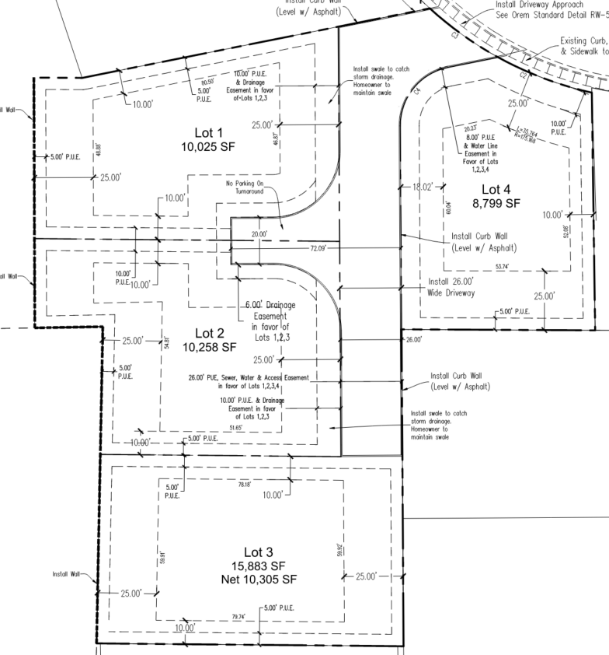 Install Curb Wall
(Level w/ Asphalt)
Install Driveway Approach
See Orem Standard Detail RW-5
Existing Curb,
& Sidewalk to
C3
C2
C4
10.00' P.U.E.
& Drainage
Easement in favor
of Lots 1,2,3
Install swale to catch
storm drainage.
Homeowner to
maintain swale
5.00'
P.U.E.
10.00'
25.00'
10.00'
P.U.E.
Lot 1
10,025 SF
25.00'
8.00' P.U.E
& Water Line
Easement in
Favor of Lots
1,2,3,4
5.00' P.U.E.
25.00'
No Parking On
Turnaround
18.02'
Lot 4
8,799 SF
10.00'
10.00'
20.00'
72.09'
Install Curb Wall
(Level w/ Asphalt)
10.00'
P.U.E.
10.00'
53.74'
25.00'
Install 26.00'
Wide Driveway
6.00' Drainage
Easement
in favor of
Lots 1,2,3
5.00' P.U.E.
Lot 2
10,258 SF
25.00'
25.00'
26.00'
5.00'
P.U.E.
26.00' PUE, Sewer, Water & Access Easement
in favor of Lots 1,2,3,4
Install Curb Wall
(Level w/ Asphalt)
10.00' P.U.E. & Drainage
Easement in favor
of Lots 1,2,3
51.65'
Install swale to catch
storm drainage.
Homeowner to
maintain swale
10.00'
5.00' P.U.E.
5.00'
P.U.E.
10.00'
Lot 3
15,883 SF
Net 10,305 SF
Install Wall
25.00'
25.00'
5.00' P.U.E.
10.00'